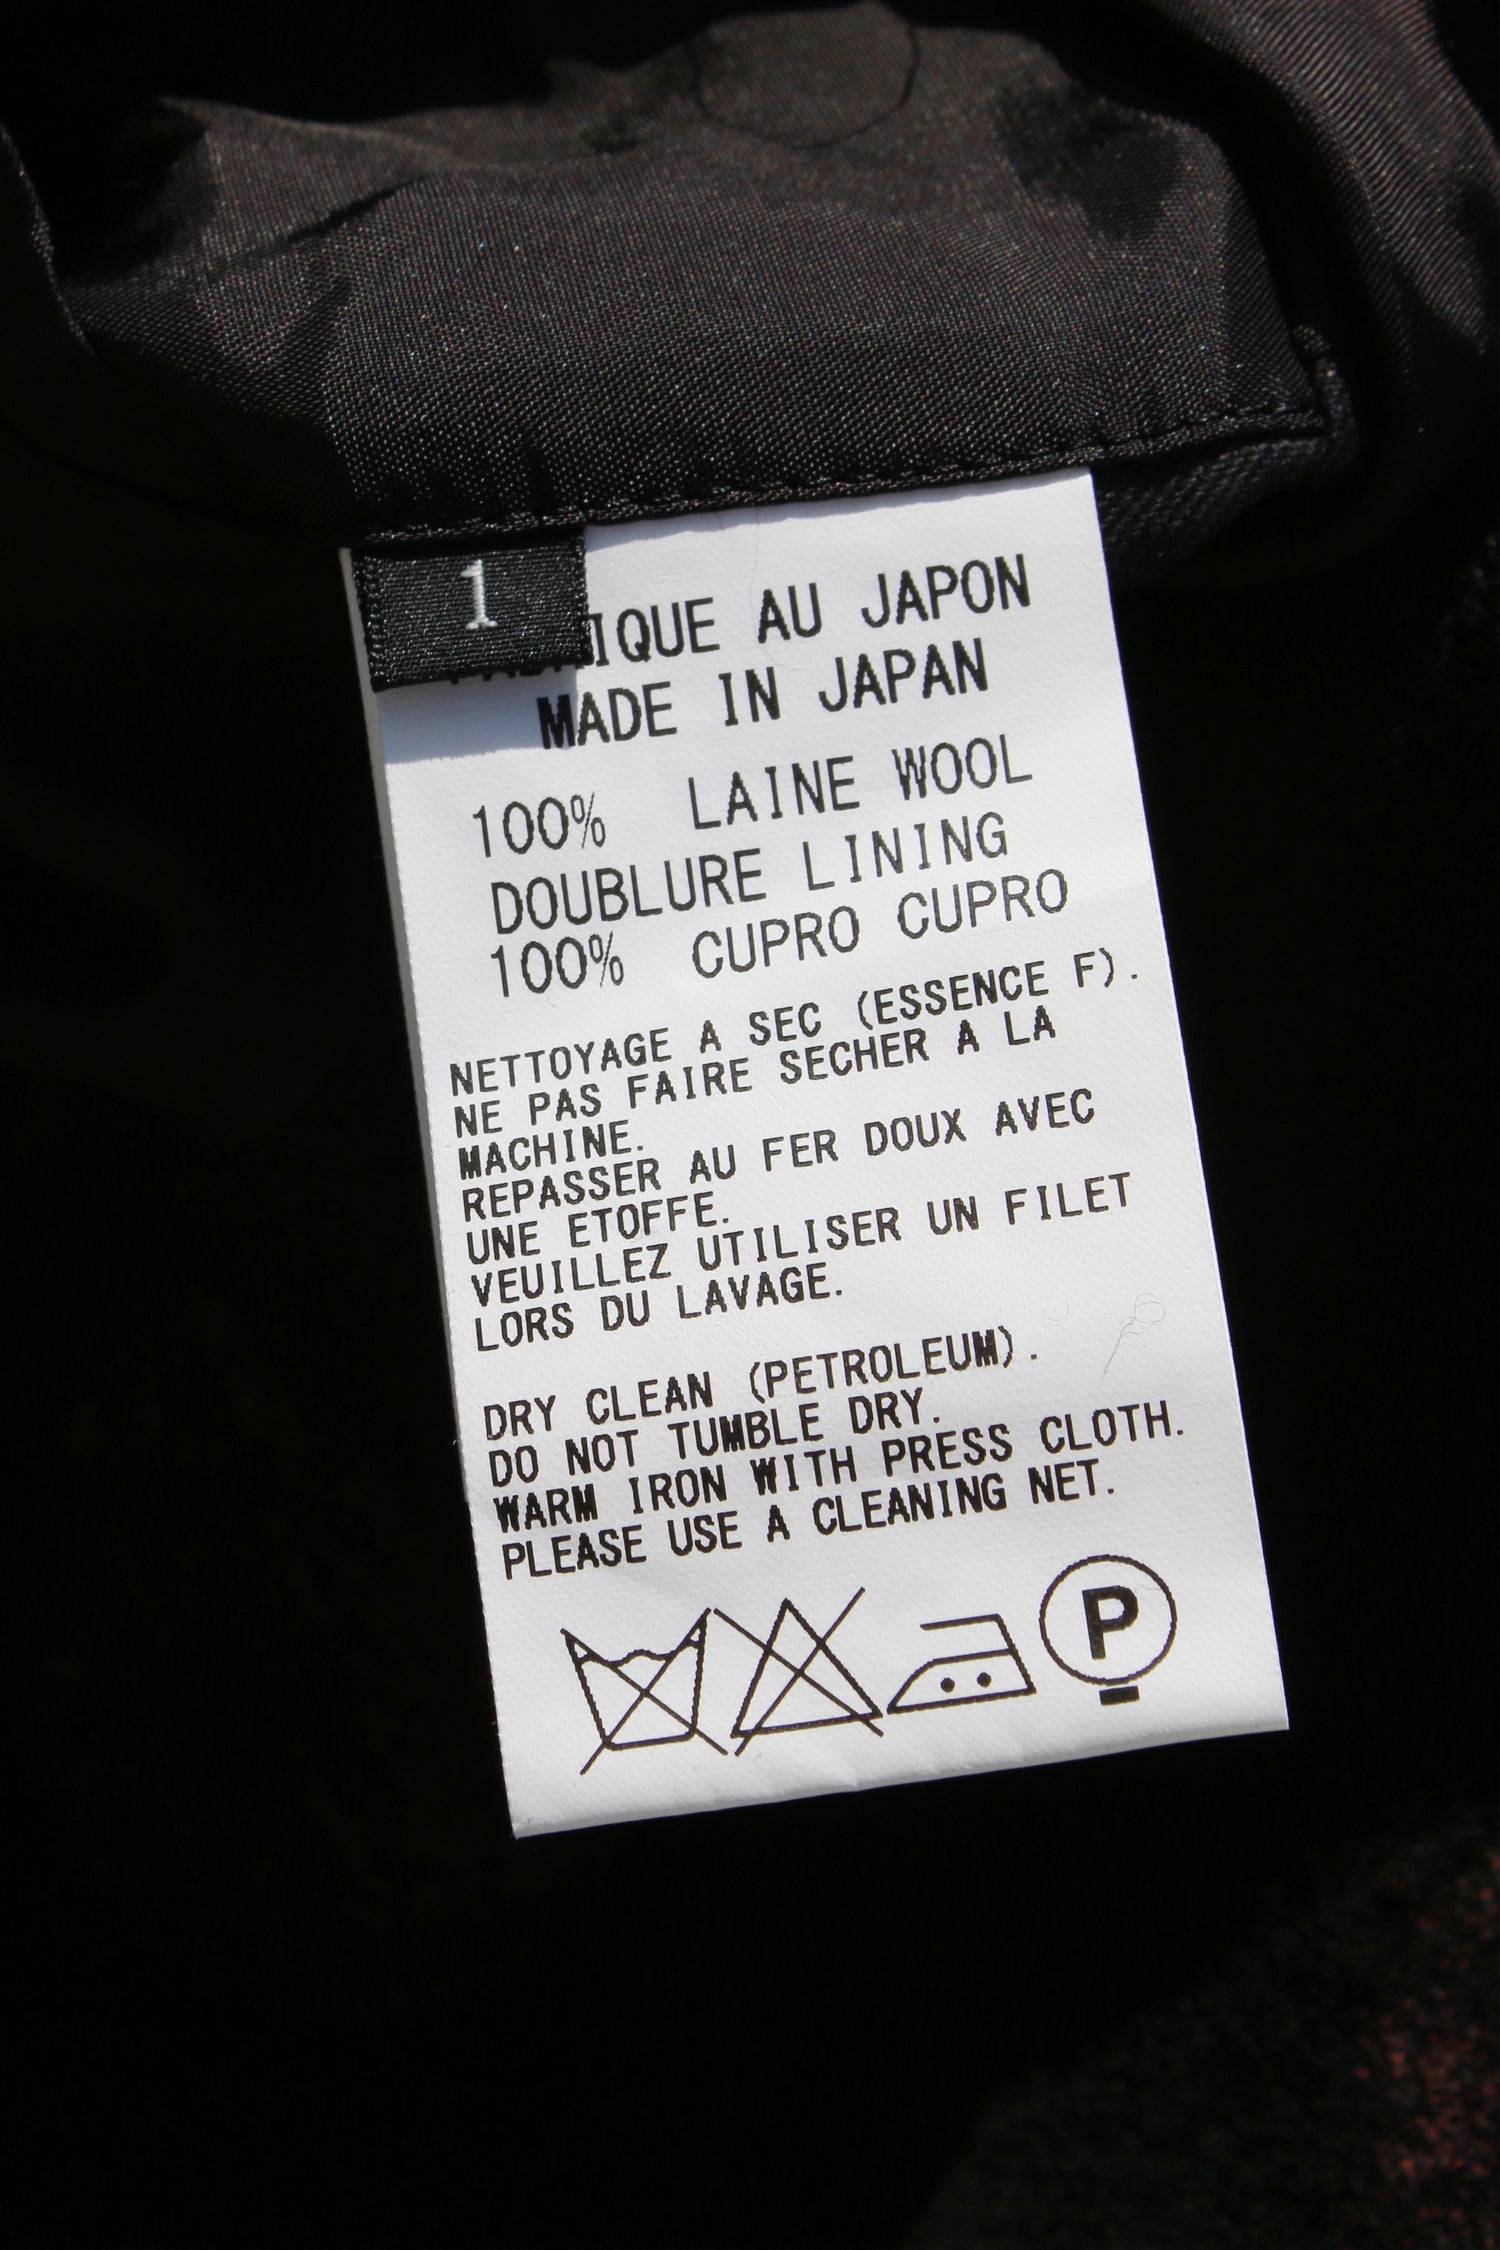 1
AU JAPON
MADE IN JAPAN
100% LAINE WOOL
DOUBLURE LINING
100% CUPRO CUPRO
NETTOYAGE A SEC (ESSENCE F).
NE PAS FAIRE SECHER A LA
MACHINE.
REPASSER AU FER DOUX AVEC
UNE ETOFFE.
VEUILLEZ UTILISER UN FILET
LORS DU LAVAGE.
DRY CLEAN (PETROLEUM).
DO NOT TUMBLE DRY.
WARM IRON WITH PRESS CLOTH.
PLEASE USE A CLEANING NET.
P